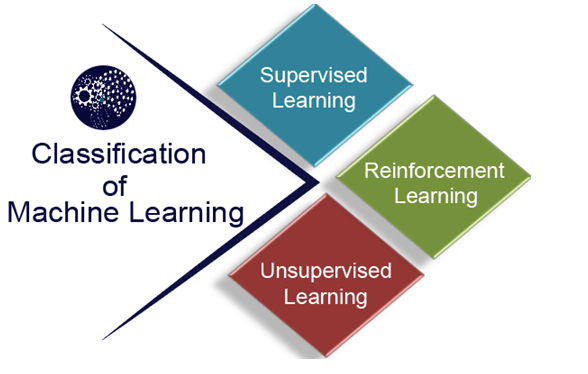 Classification
of
Machine Learning
Supervised
Learning
Reinforcement
Learning
Unsupervised
Learning